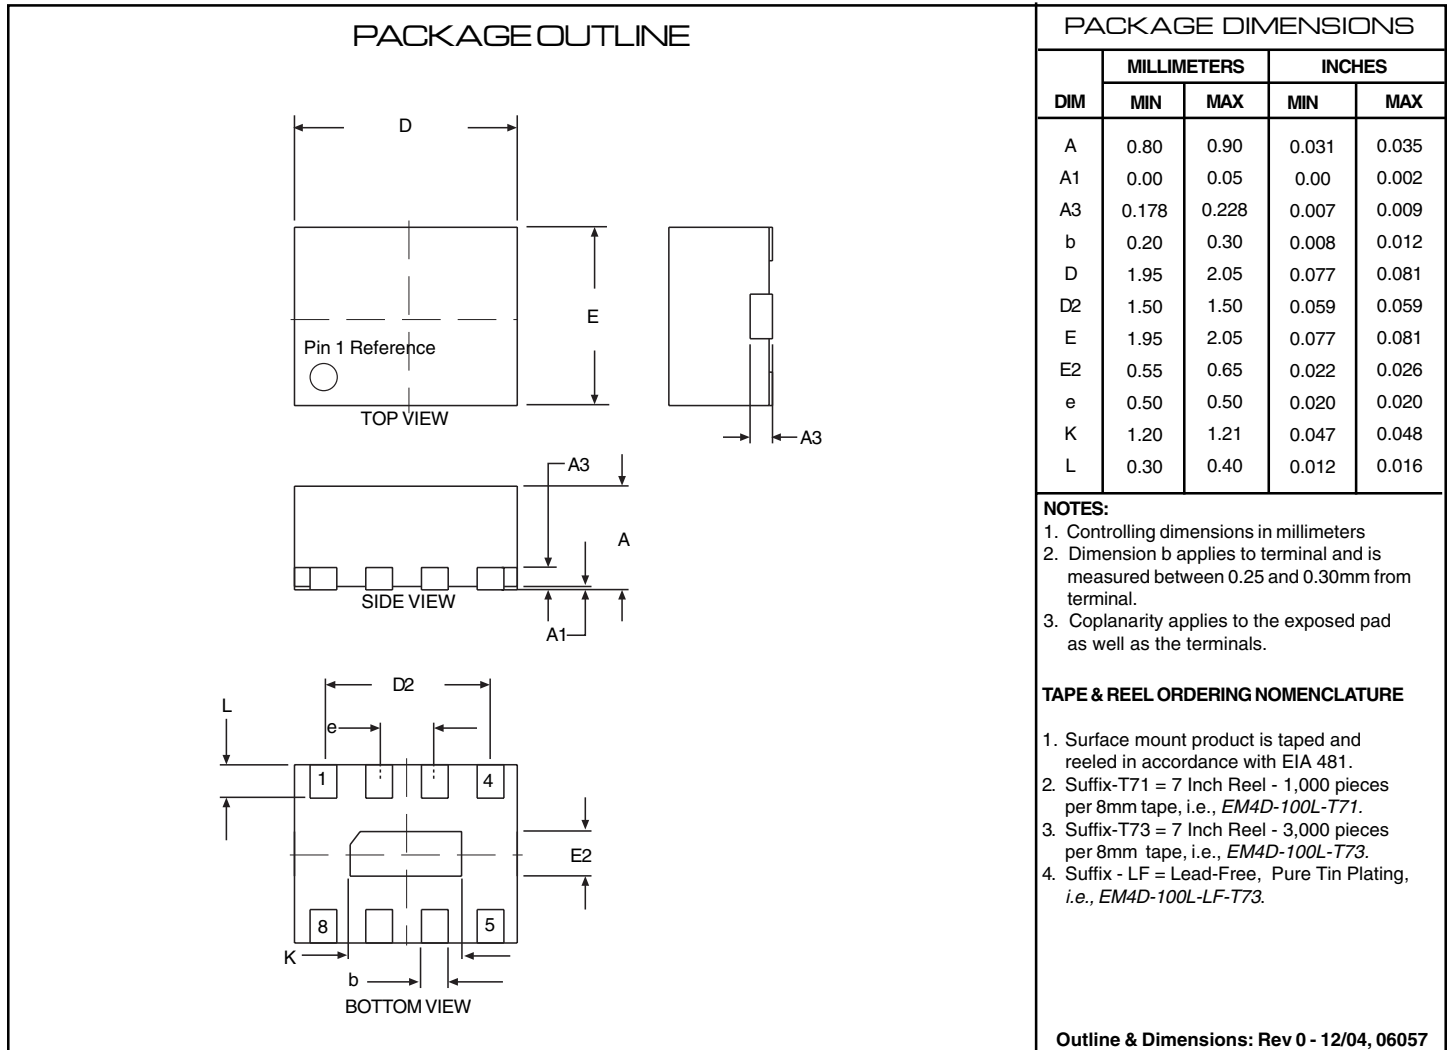 PACKAGE OUTLINE
D
E
Pin 1 Reference
TOP VIEW
A3
A3
A
SIDE VIEW
A1
D2
L
e
1
4
E2
8
5
K
b
BOTTOM VIEW
PACKAGE DIMENSIONS
MILLIMETERS INCHES
DIM MIN MAX MIN MAX
A 0.80 0.90 0.031 0.035
A1 0.00 0.05 0.00 0.002
A3 0.178 0.228 0.007 0.009
b 0.20 0.30 0.008 0.012
D 1.95 2.05 0.077 0.081
D2 1.50 1.50 0.059 0.059
E 1.95 2.05 0.077 0.081
E2 0.55 0.65 0.022 0.026
e 0.50 0.50 0.020 0.020
K 1.20 1.21 0.047 0.048
L 0.30 0.40 0.012 0.016
NOTES:
1. Controlling dimensions in millimeters
2. Dimension b applies to terminal and is
measured between 0.25 and 0.30mm from
terminal.
3. Coplanarity applies to the exposed pad
as well as the terminals.
TAPE & REEL ORDERING NOMENCLATURE
1. Surface mount product is taped and
reeled in accordance with EIA 481.
2. Suffix-T71 = 7 Inch Reel - 1,000 pieces
per 8mm tape, i.e., EM4D-100L-T71.
3. Suffix-T73 = 7 Inch Reel - 3,000 pieces
per 8mm tape, i.e., EM4D-100L-T73.
4. Suffix - LF = Lead-Free, Pure Tin Plating,
i.e., EM4D-100L-LF-T73.
Outline & Dimensions: Rev 0 - 12/04, 06057